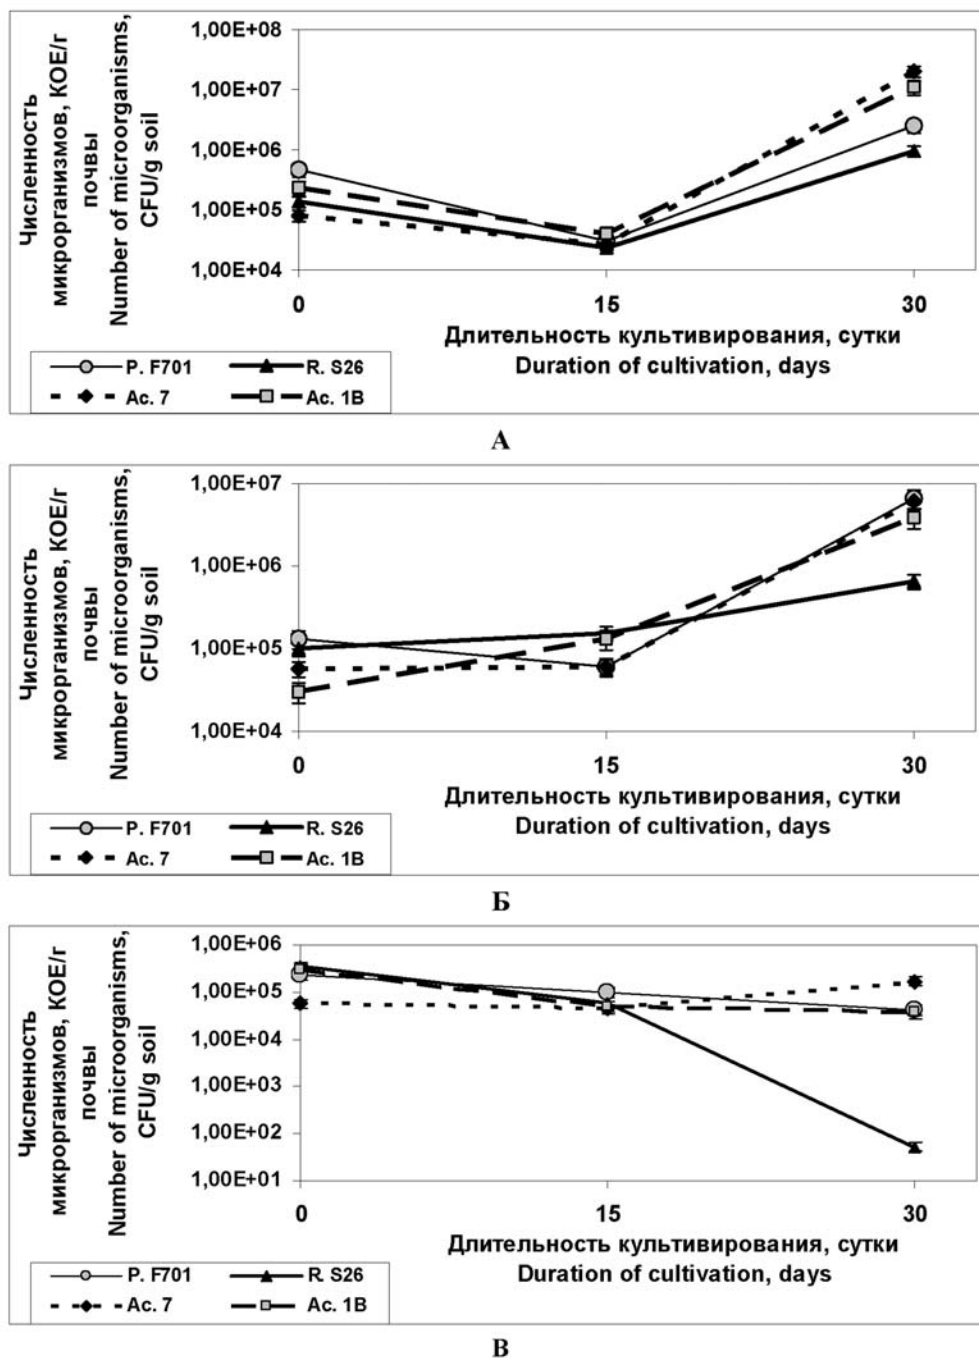 Численность
микрорганизмов, КОЕ/г
почвы
Number of microorganisms,
CFU/g soil
1,00E+08
1,00E+07
1,00E+06
1,00E+05
1,00E+04
0 15 30
Длительность культивирования, сутки
Duration of cultivation, days
P. F701 R. S26
Ac. 7 Ac. 1B
А
Численность
микрорганизмов, КОЕ/г
почвы
Number of microorganisms,
CFU/g soil
1,00E+07
1,00E+06
1,00E+05
1,00E+04
0 15 30
Длительность культивирования, сутки
Duration of cultivation, days
P. F701 R. S26
Ac. 7 Ac. 1B
Б
Численность
микрорганизмов, КОЕ/г
почвы
Number of microorganisms,
CFU/g soil
1,00E+06
1,00E+05
1,00E+04
1,00E+03
1,00E+02
1,00E+01
0 15 30
Длительность культивирования, сутки
Duration of cultivation, days
P. F701 R. S26
Ac. 7 Ac. 1B
В